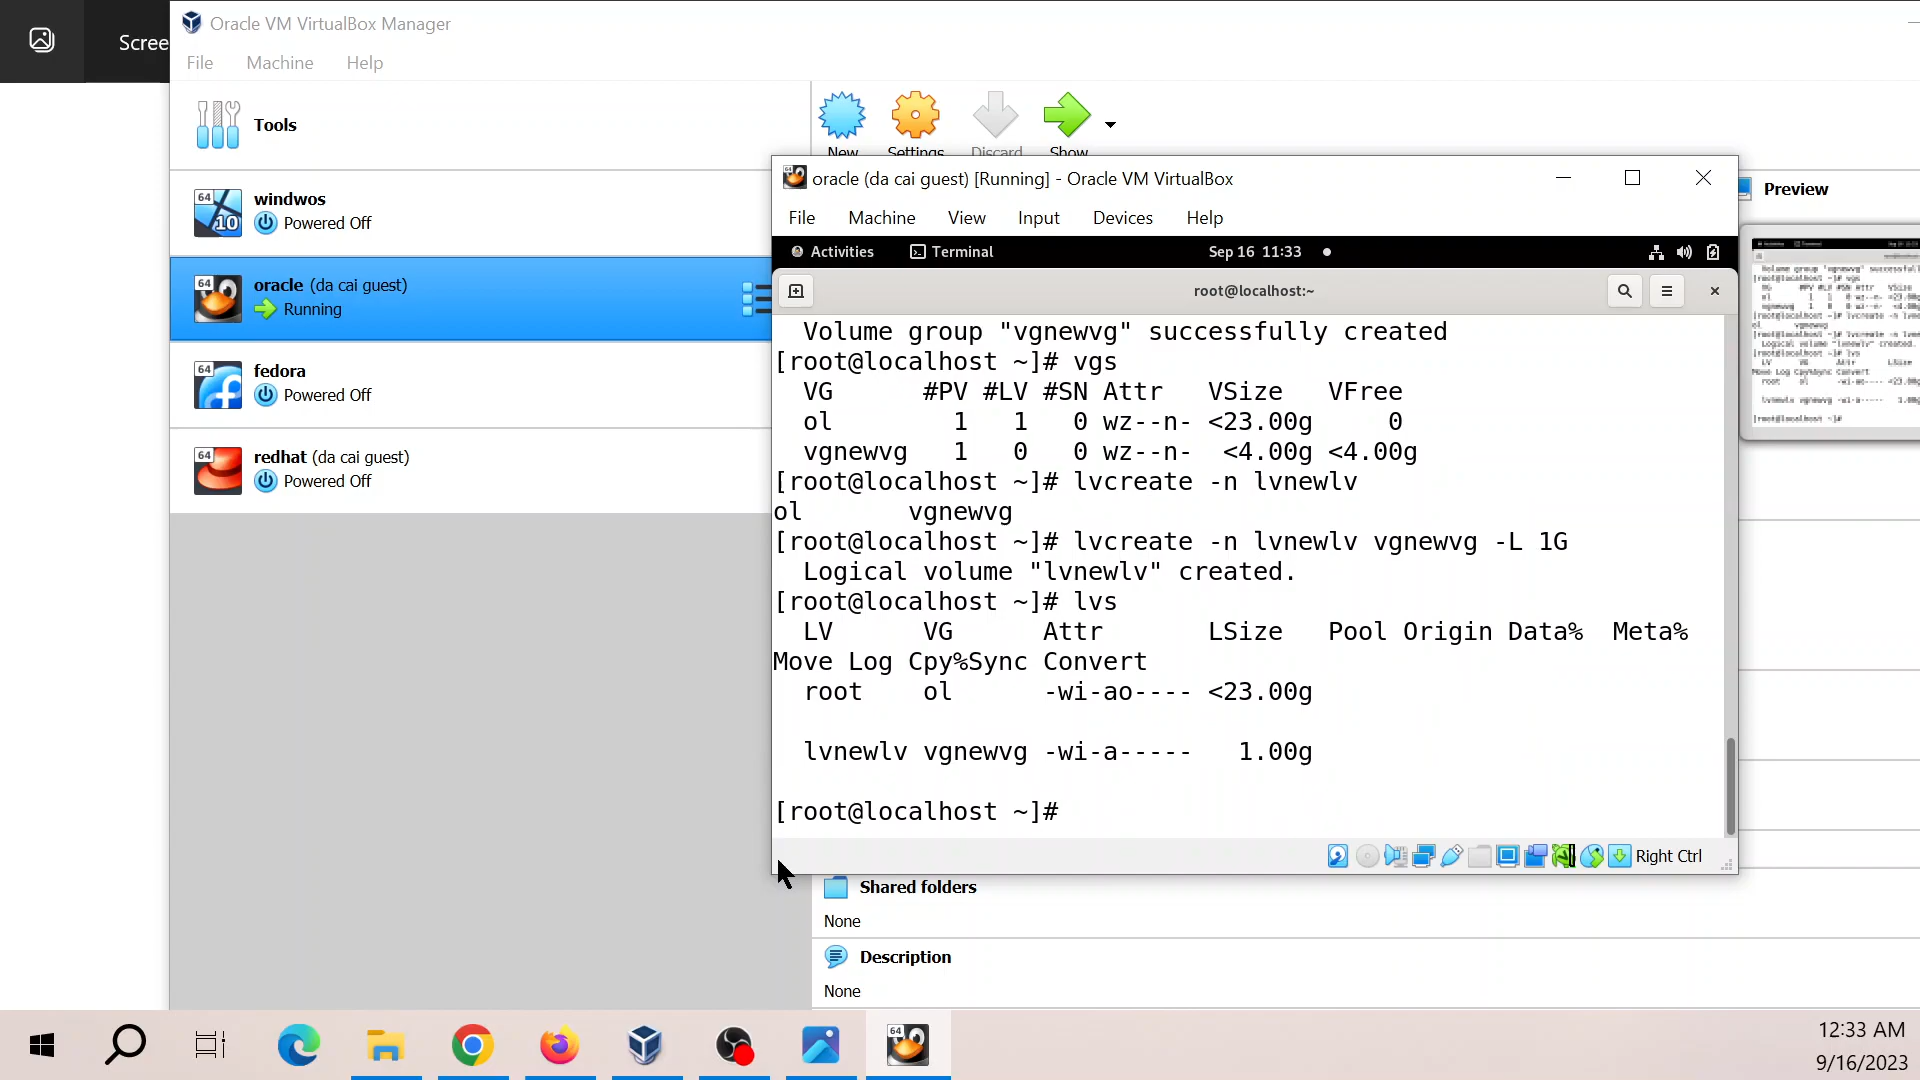 Scree
Oracle VM VirtualBox Manager
File Machine Help
Tools
New Settings Discard Show
64
10
windwos
Powered Off
64
oracle (da cai guest)
Running
64
fedora
Powered Off
64
redhat (da cai guest)
Powered Off
Preview
64
oracle (da cai guest) [Running] - Oracle VM VirtualBox
File Machine View Input Devices Help
Activities Terminal Sep 16 11:33
root@localhost:~
Volume group "vgnewvg" successfully created
[root@localhost ~]# vgs
VG #PV #LV #SN Attr VSize VFree
ol 1 1 0 wz--n- <23.00g 0
vgnewvg 1 0 0 wz--n- <4.00g <4.00g
[root@localhost ~]# lvcreate -n lvnewlv
ol vgnewvg
[root@localhost ~]# lvcreate -n lvnewlv vgnewvg -L 1G
Logical volume "lvnewlv" created.
[root@localhost ~]# lvs
LV VG Attr LSize Pool Origin Data% Meta%
Move Log Cpy%Sync Convert
root ol -wi-ao---- <23.00g
lvnewlv vgnewvg -wi-a----- 1.00g
[root@localhost ~]#
Right Ctrl
Shared folders
None
Description
None
64
12:33 AM
9/16/2023